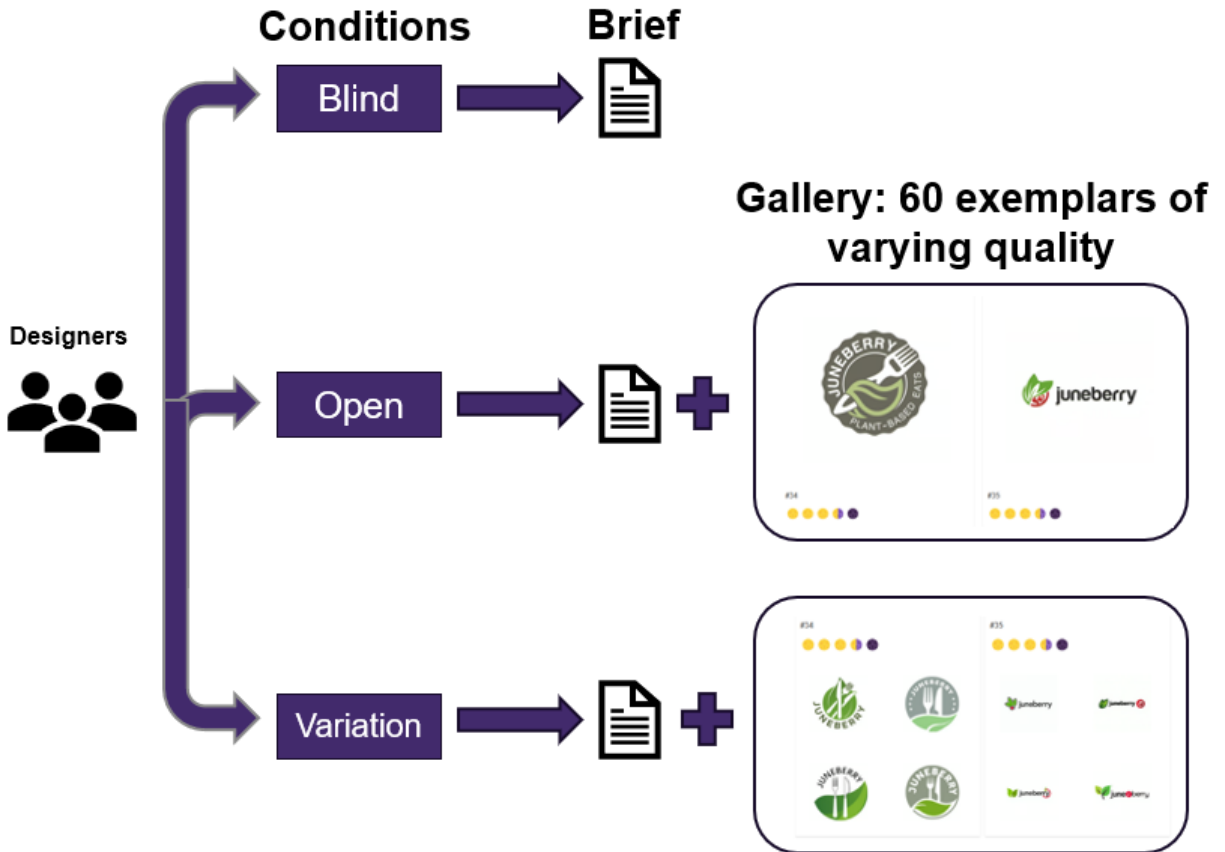 Conditions
Brief
Blind
Gallery: 60 exemplars of
varying quality
Designers
Open
JUNEBERRY
PLANT-BASED EATS
juneberry
#34
#35
Variation
#34
#35
JUNEBERRY
JUNEBERRY
juneberry
juneberry
JUNEBERRY
JUNEBERRY
juneberry
juneberry